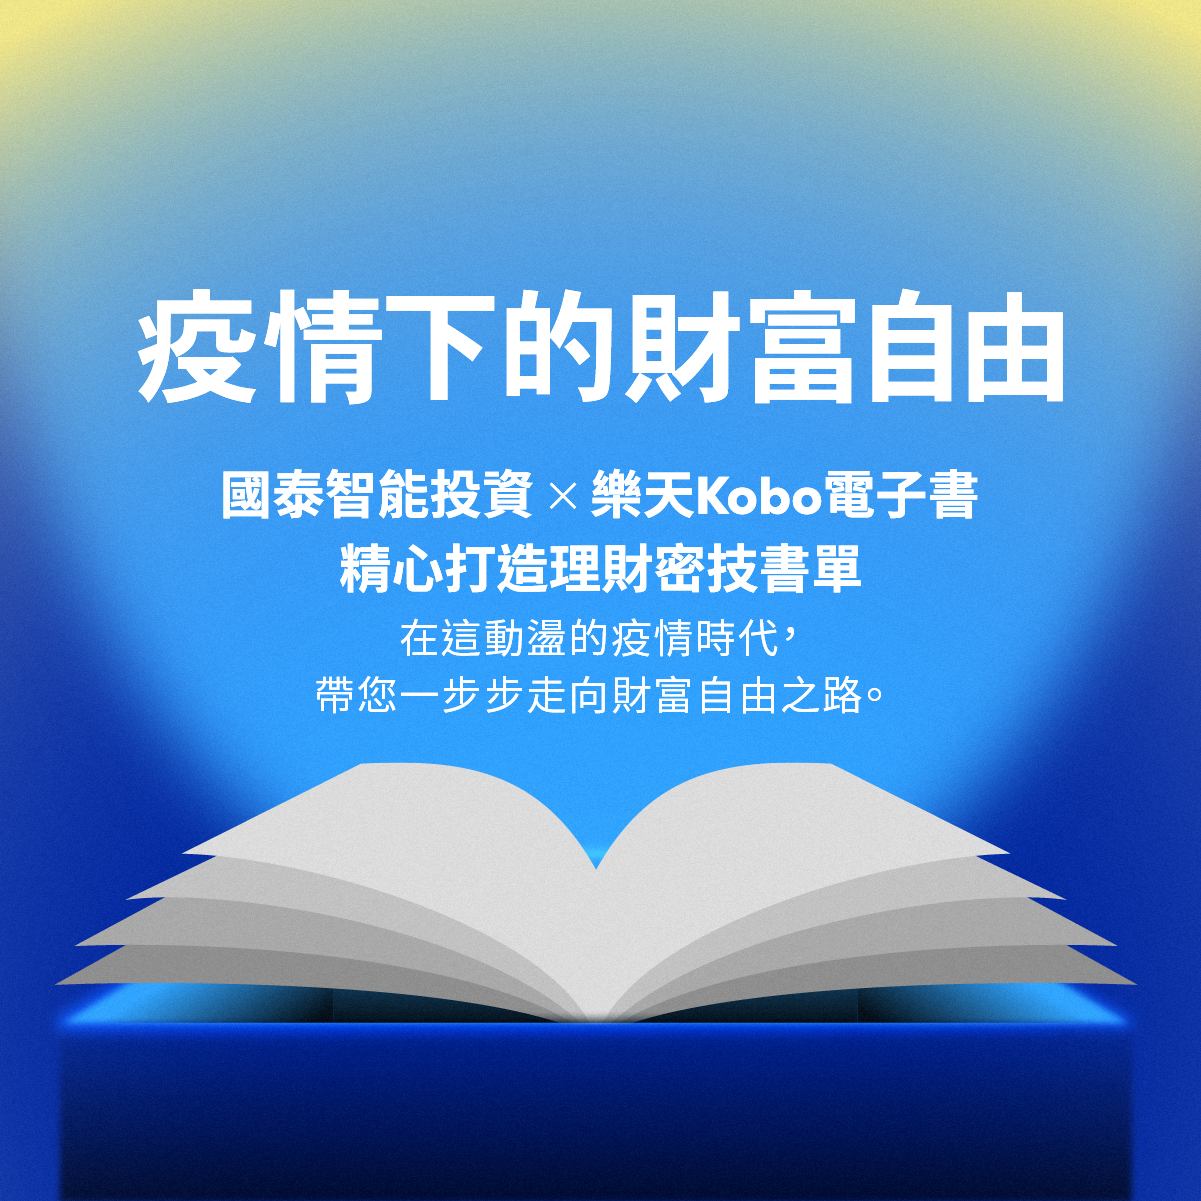 疫情下的財富自由
國泰智能投資 × 樂天Kobo電子書
精心打造理財密技書單
在這動盪的疫情時代，
帶您一步步走向財富自由之路。